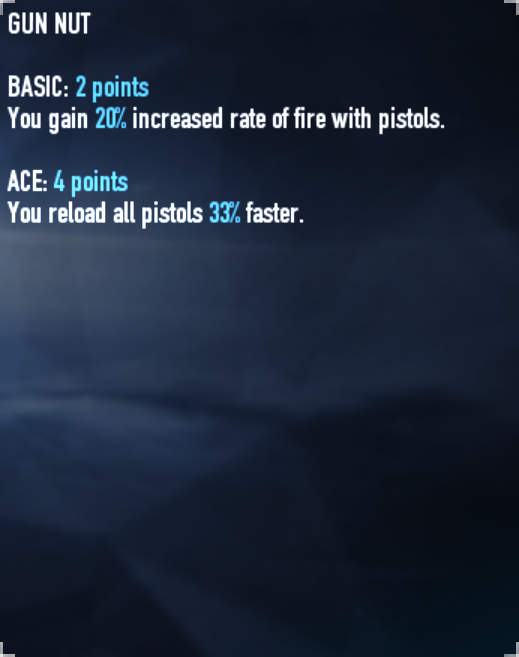 GUN NUT
BASIC: 2 points
You gain 20% increased rate of fire with pistols.
ACE: 4 points
You reload all pistols 33% faster.